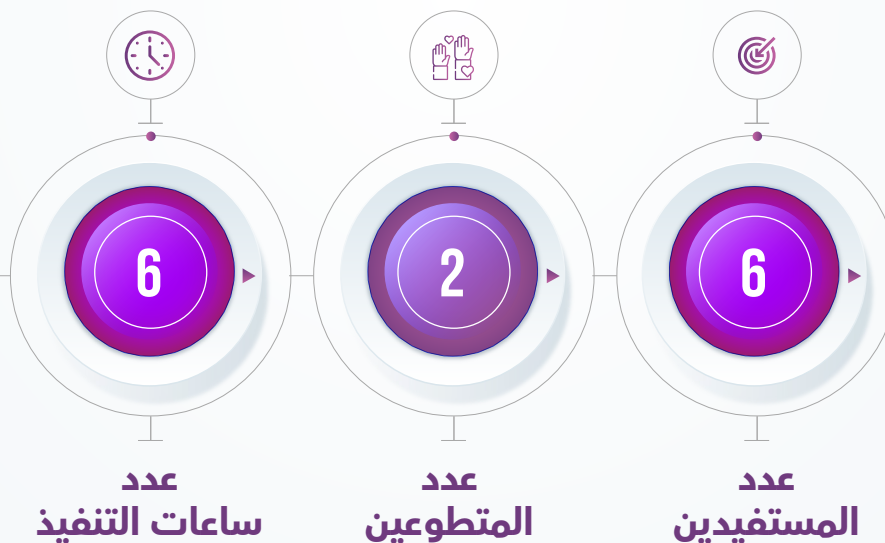 6
عدد
المستفيدين
2
عدد
المتطوعين
6
عدد
ساعات التنفيذ